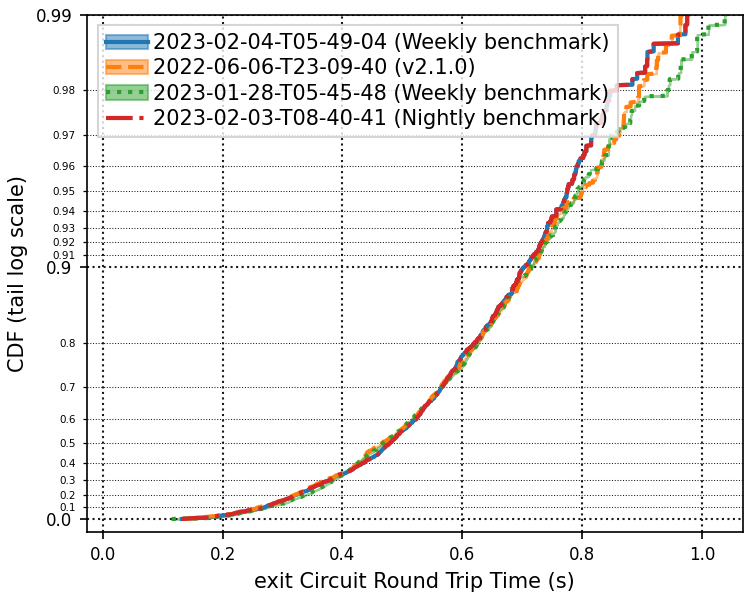 2023-02-04-T05-49-04 (Weekly benchmark)
2022-06-06-T23-09-40 (v2.1.0)
2023-01-28-T05-45-48 (Weekly benchmark)
2023-02-03-T08-40-41 (Nightly benchmark)
0.99
0.98
0.97
0.96
0.95
0.94
0.93
0.92
0.91
0.9
0.8
0.7
0.6
0.5
0.4
0.3
0.2
0.1
0.0
CDF (tail log scale)
0.0 0.2 0.4 0.6 0.8 1.0
exit Circuit Round Trip Time (s)